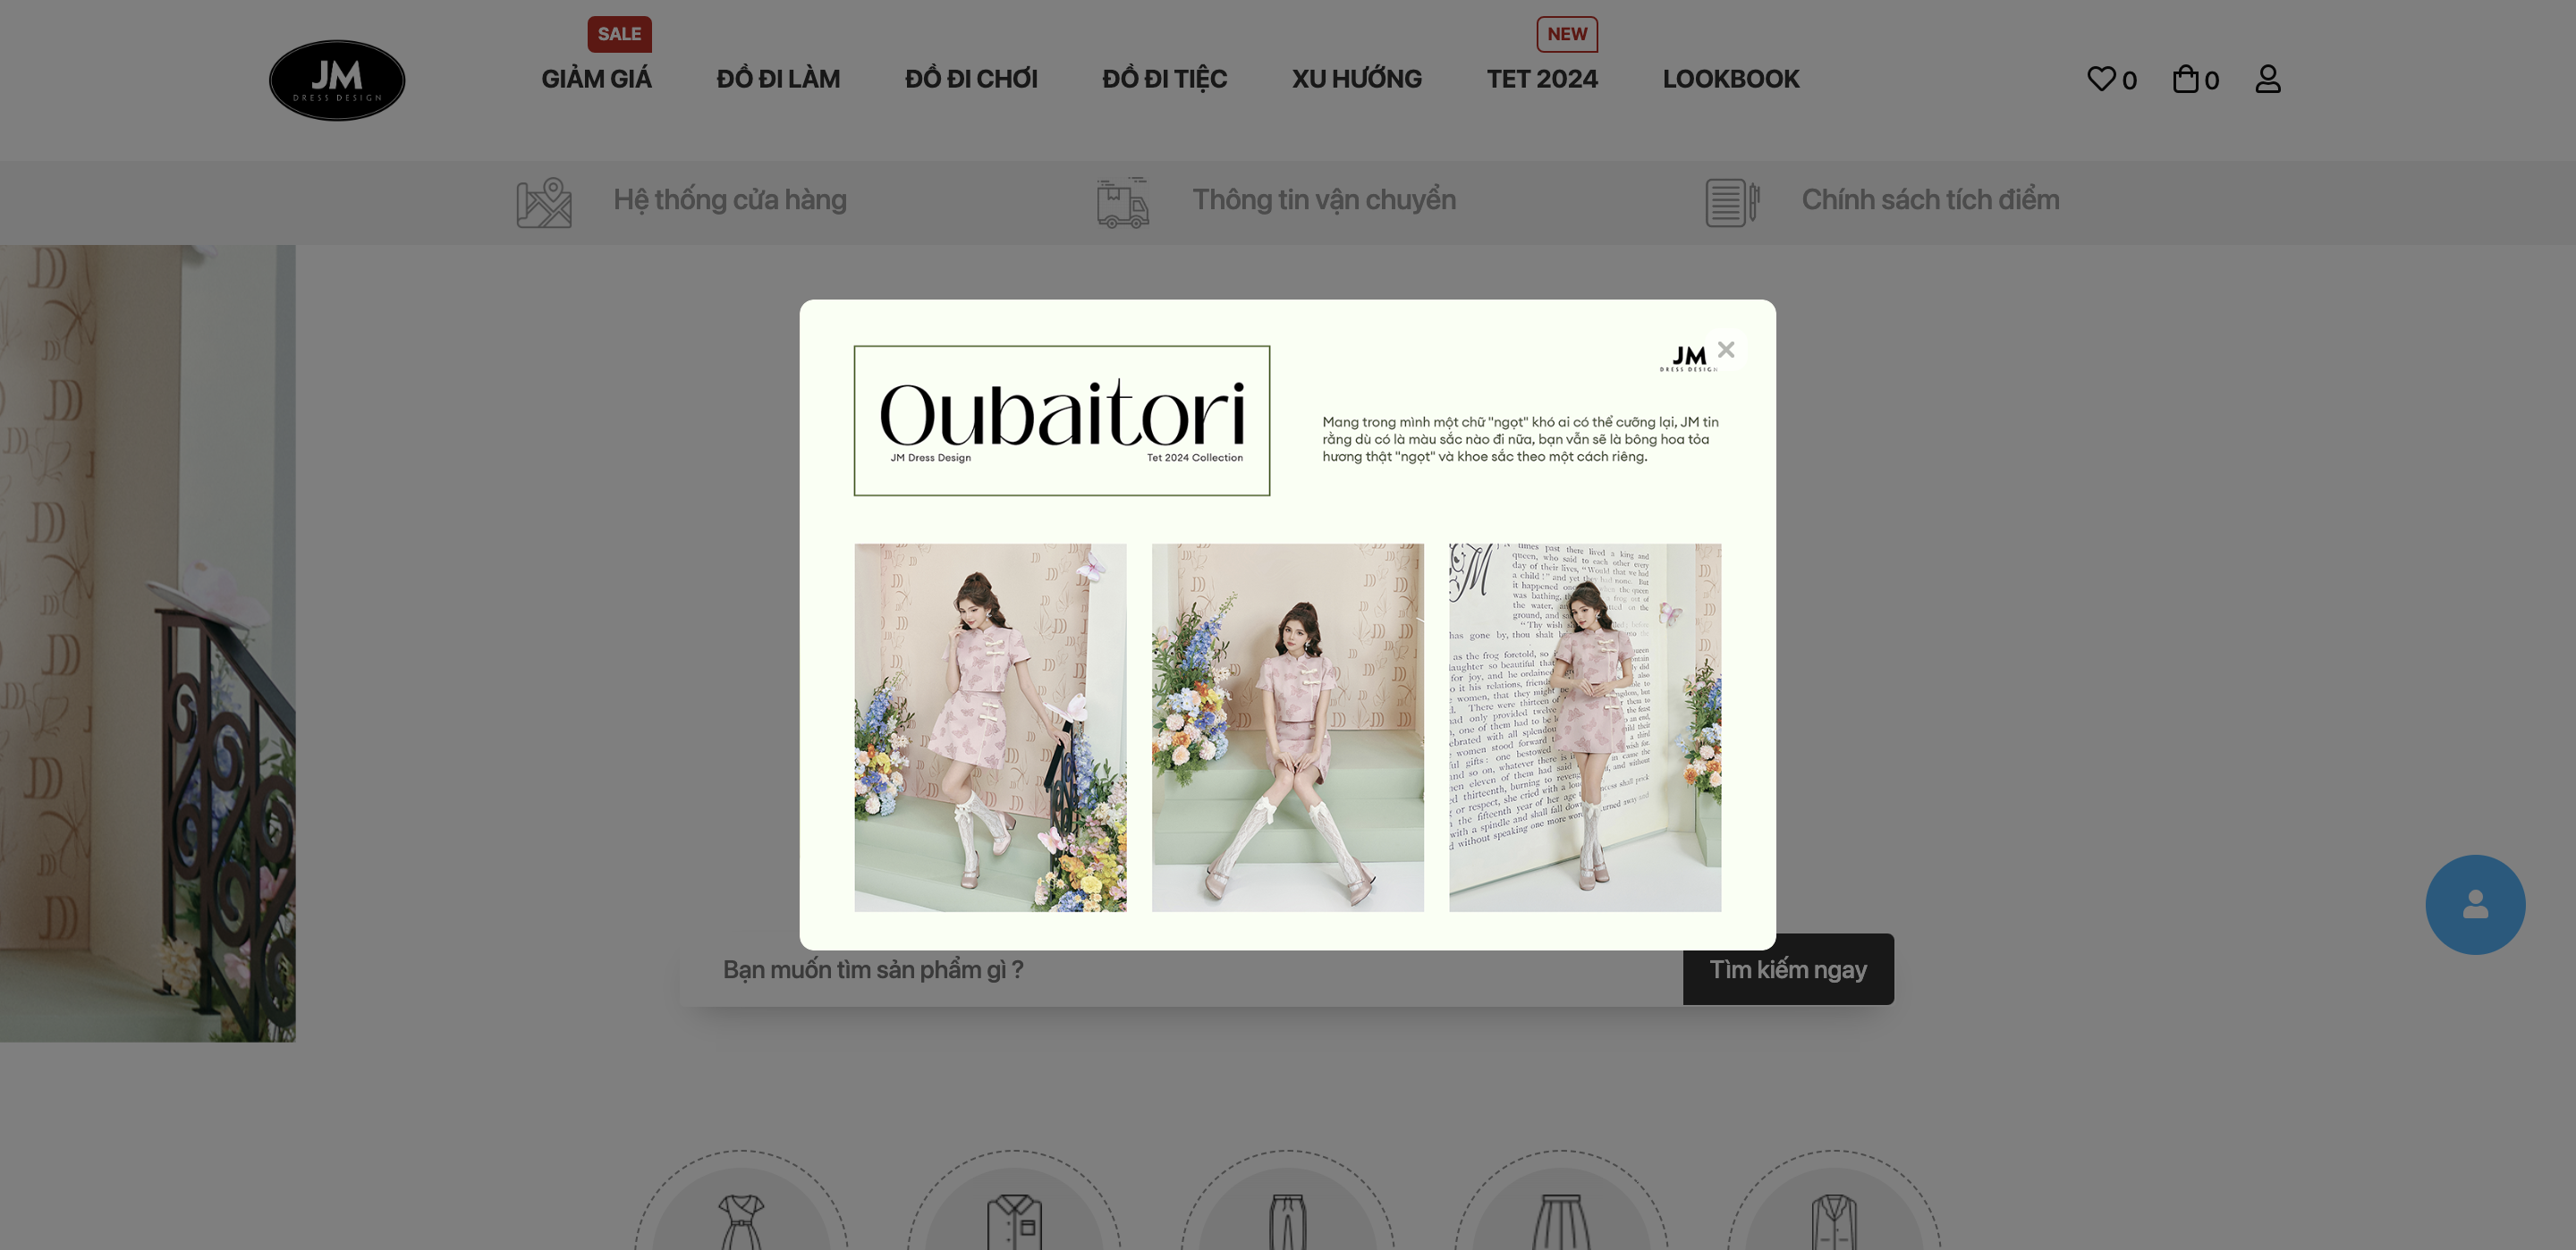 SALE
NEW
JM
DRESS DESIGN
GIẢM GIÁ
ĐỒ ĐI LÀM
ĐỒ ĐI CHƠI
ĐỒ ĐI TIỆC
XU HƯỚNG
TET 2024
LOOKBOOK
0
0
Hệ thống cửa hàng
Thông tin vận chuyển
Chính sách tích điểm
Oubaitori
JM Dress Design
Tet 2024 Collection
JM
DRESS DESIGN
Mang trong mình một chữ "ngọt" khó ai có thể cưỡng lại, JM tin
rằng dù có là màu sắc nào đi nữa, bạn vẫn sẽ là bông hoa tỏa
hương thật "ngọt" và khoe sắc theo một cách riêng.
Bạn muốn tìm sản phẩm gì ?
Tìm kiếm ngay